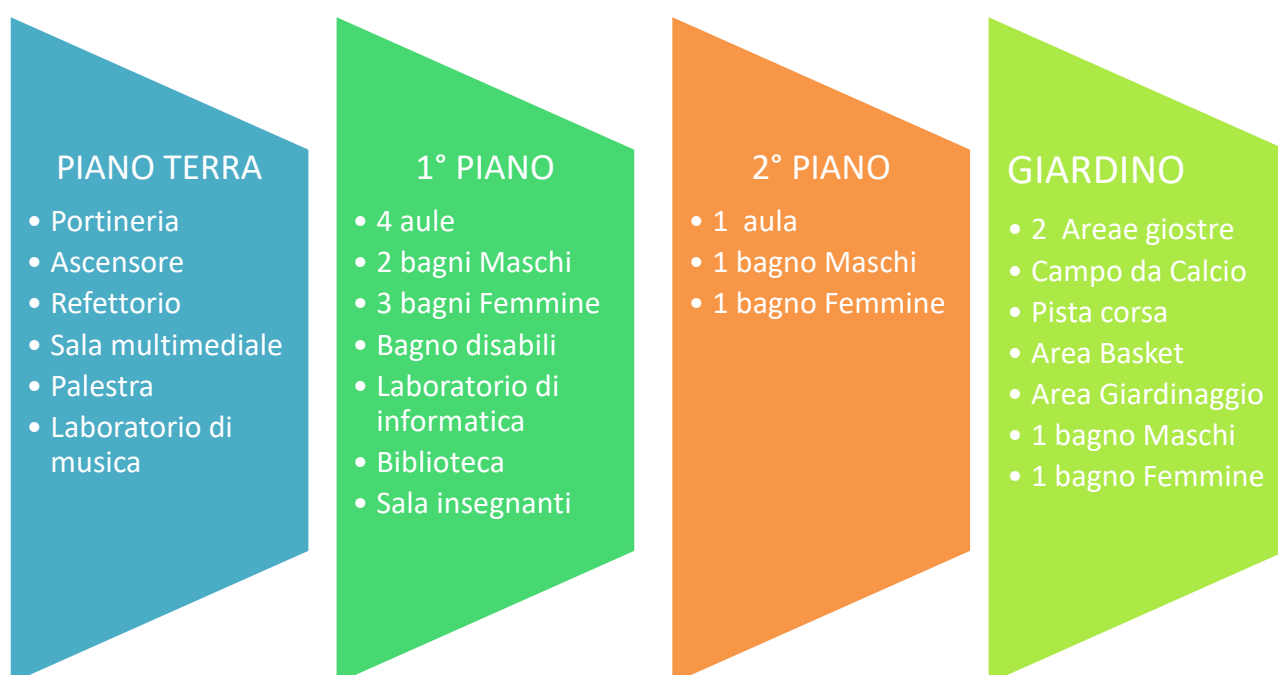 PIANO TERRA
• Portineria
• Ascensore
• Refettorio
• Sala multimediale
• Palestra
• Laboratorio di
musica
1° PIANO
• 4 aule
• 2 bagni Maschi
• 3 bagni Femmine
• Bagno disabili
• Laboratorio di
informatica
• Biblioteca
• Sala insegnanti
2° PIANO
• 1 aula
• 1 bagno Maschi
• 1 bagno Femmine
GIARDINO
• 2 Areae giostre
• Campo da Calcio
• Pista corsa
• Area Basket
• Area Giardinaggio
• 1 bagno Maschi
• 1 bagno Femmine